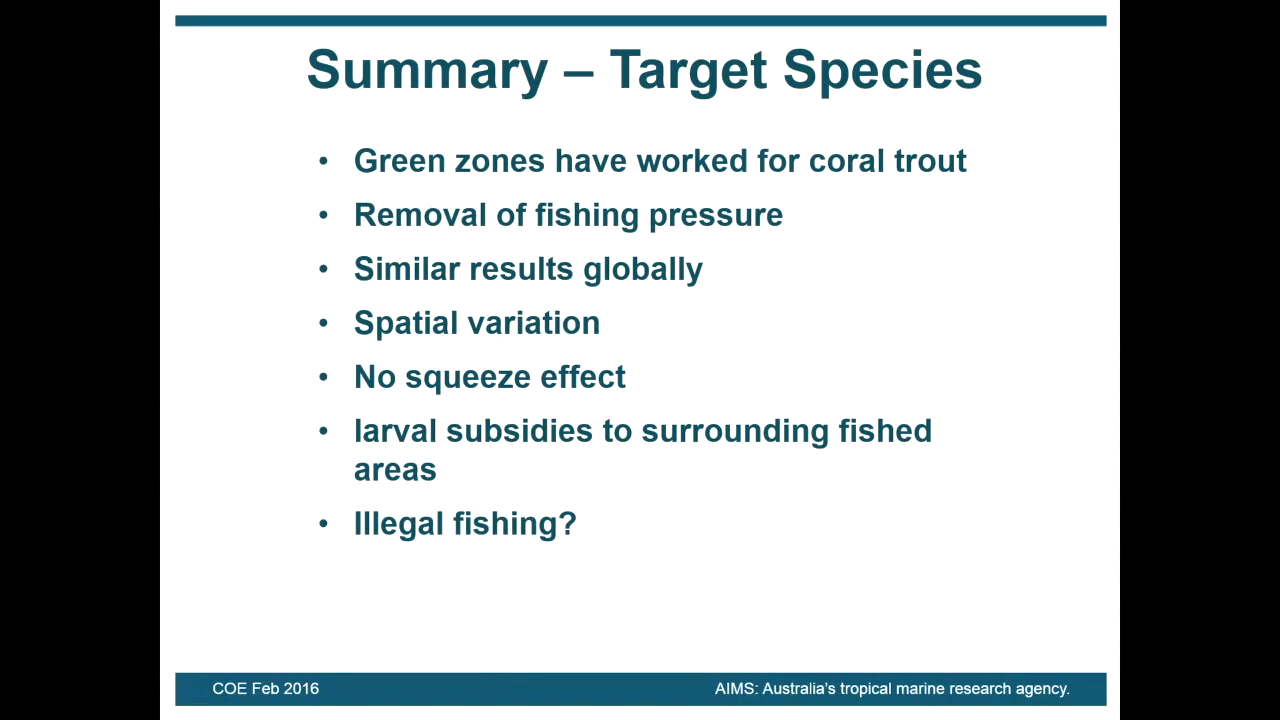 Summary – Target Species
• Green zones have worked for coral trout
• Removal of fishing pressure
• Similar results globally
• Spatial variation
• No squeeze effect
• larval subsidies to surrounding fished
areas
• Illegal fishing?
COE Feb 2016
AIMS: Australia's tropical marine research agency.